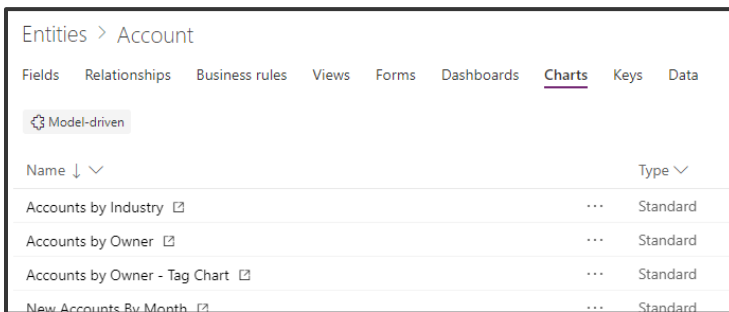 Entities > Account
Fields Relationships Business rules Views Forms Dashboards Charts Keys Data
Model-driven
Name ↓ Type
Accounts by Industry ... Standard
Accounts by Owner ... Standard
Accounts by Owner - Tag Chart ... Standard
New Accounts By Month ... Standard